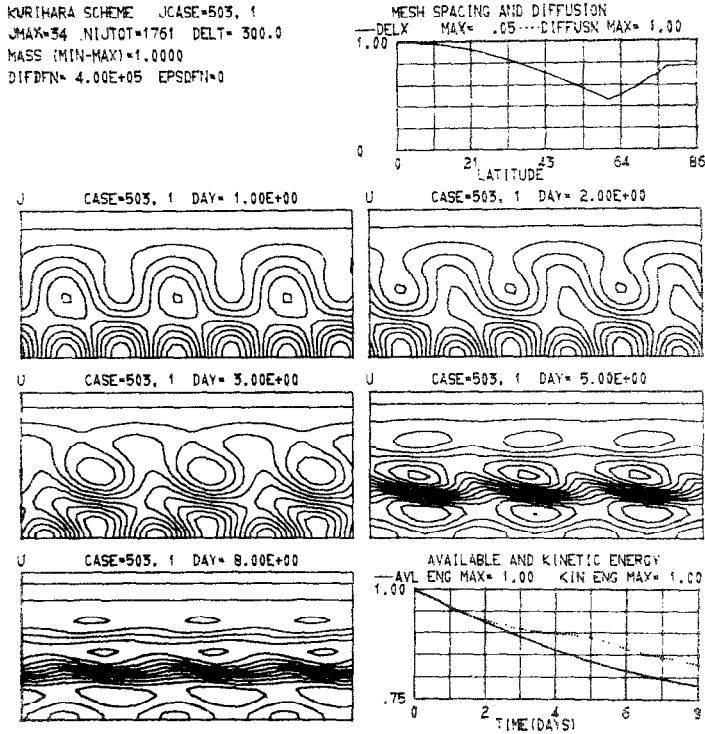 KURIHARA SCHEME JCASE=503, 1
JMAX=34 NIJTOT=1761 DELT= 300.0
MASS (MIN-MAX)=1.0000
DIFDFN= 4.00E+05 EPSDFN=0
MESH SPACING AND DIFFUSION
DELX MAX= .05 DIFFUSN MAX= 1.00
1.00
0
0 21 43 64 86
LATITUDE
U CASE=503, 1 DAY= 1.00E+00
U CASE=503, 1 DAY= 2.00E+00
U CASE=503, 1 DAY= 3.00E+00
U CASE=503, 1 DAY= 5.00E+00
U CASE=503, 1 DAY= 8.00E+00
AVAILABLE AND KINETIC ENERGY
AVL ENG MAX= 1.00 KIN ENG MAX= 1.00
1.00
.75
0 2 4 6
TIME(DAYS)